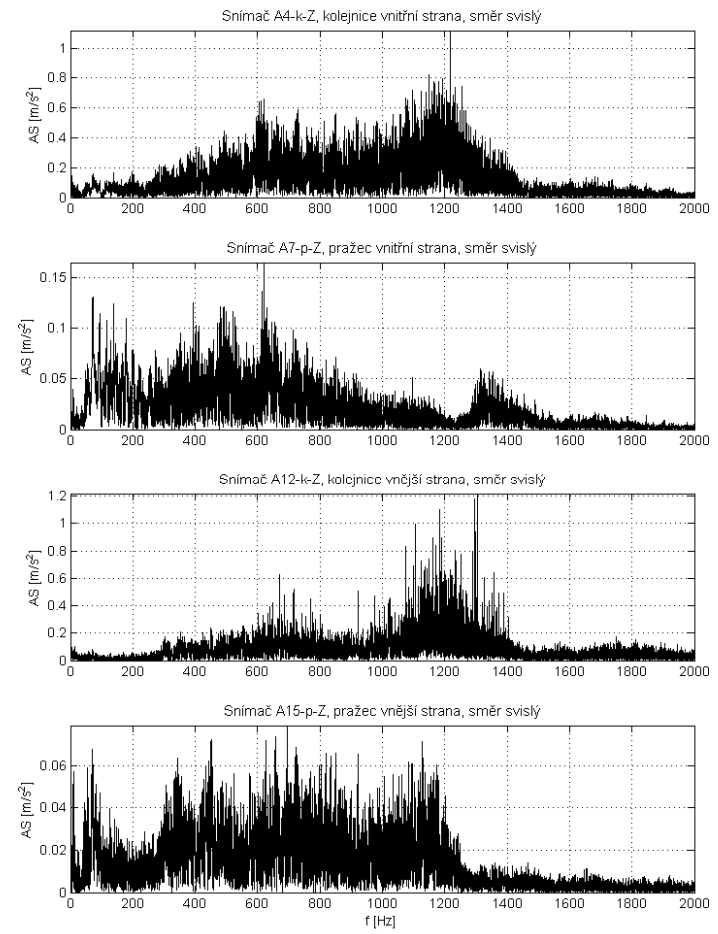 Snímač A4-k-Z, kolejnice vnitřní strana, směr svislý
1
0.8
0.6
0.4
0.2
0
AS [m/s²]
0 200 400 600 800 1000 1200 1400 1600 1800 2000
Snímač A7-p-Z, pražec vnitřní strana, směr svislý
0.15
0.1
0.05
0
AS [m/s²]
0 200 400 600 800 1000 1200 1400 1600 1800 2000
Snímač A12-k-Z, kolejnice vnější strana, směr svislý
1.2
1
0.8
0.6
0.4
0.2
0
AS [m/s²]
0 200 400 600 800 1000 1200 1400 1600 1800 2000
Snímač A15-p-Z, pražec vnější strana, směr svislý
0.06
0.04
0.02
0
AS [m/s²]
0 200 400 600 800 1000 1200 1400 1600 1800 2000
f [Hz]